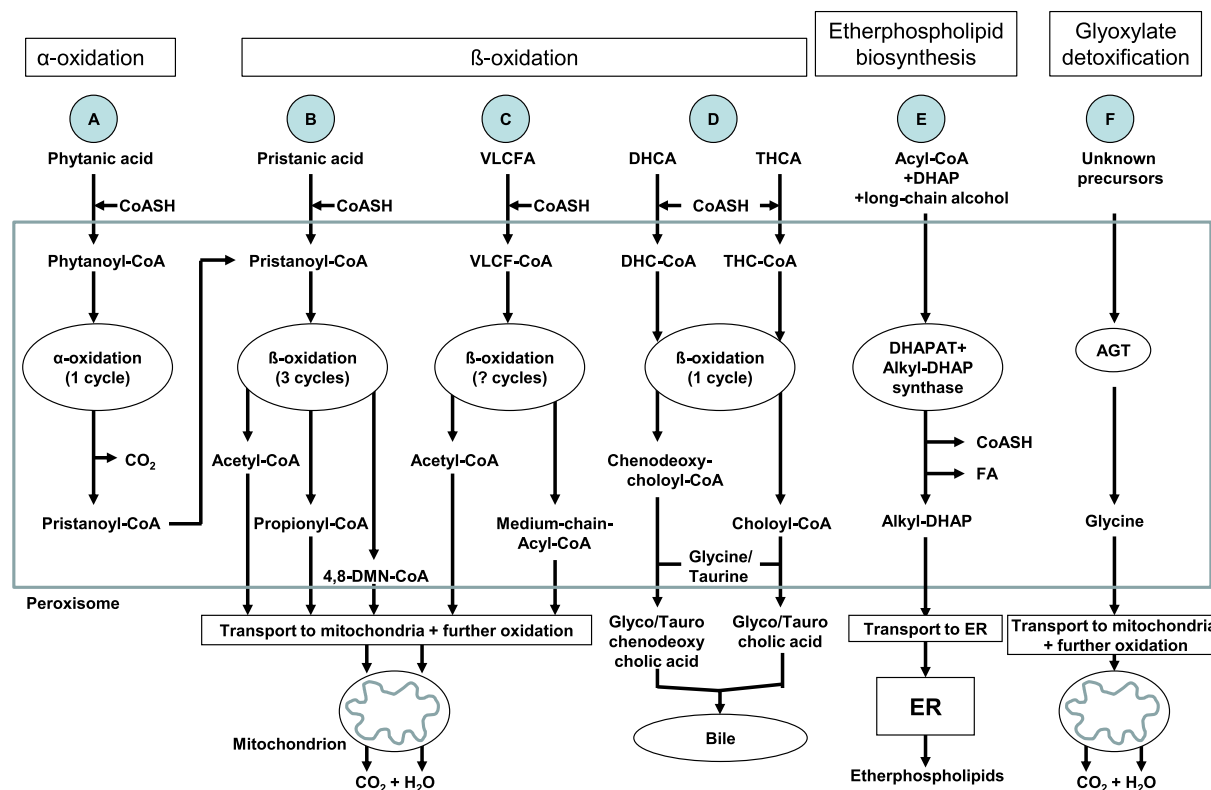 α-oxidation
ß-oxidation
Etherphospholipid
biosynthesis
Glyoxylate
detoxification
A
B
C
D
E
F
Phytanic acid
Pristanic acid
VLCFA
DHCA
THCA
Acyl-CoA
+DHAP
+long-chain alcohol
Unknown
precursors
CoASH
CoASH
CoASH
CoASH
Phytanoyl-CoA
Pristanoyl-CoA
VLCF-CoA
DHC-CoA
THC-CoA
α-oxidation
(1 cycle)
ß-oxidation
(3 cycles)
ß-oxidation
(? cycles)
ß-oxidation
(1 cycle)
DHAPAT+
Alkyl-DHAP
synthase
AGT
CO2
Acetyl-CoA
Acetyl-CoA
Chenodeoxy-
choloyl-CoA
CoASH
FA
Pristanoyl-CoA
Propionyl-CoA
Medium-chain-
Acyl-CoA
Choloyl-CoA
Alkyl-DHAP
Glycine
4,8-DMN-CoA
Glycine/
Taurine
Peroxisome
Transport to mitochondria + further oxidation
Glyco/Tauro
chenodeoxy
cholic acid
Glyco/Tauro
cholic acid
Transport to ER
Transport to mitochondria
+ further oxidation
Mitochondrion
Bile
ER
CO2 + H2O
Etherphospholipids
CO2 + H2O